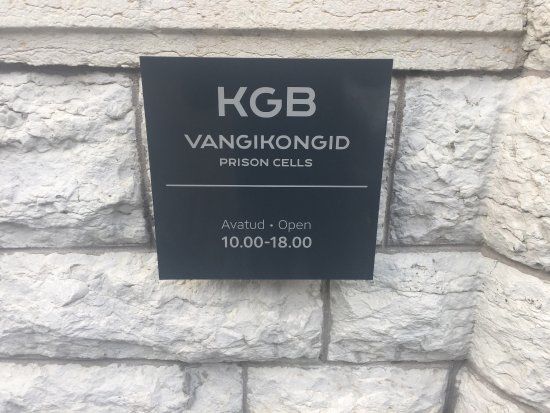 KGB
VANGIKONGID
PRISON CELLS
Avatud • Open
10.00-18.00